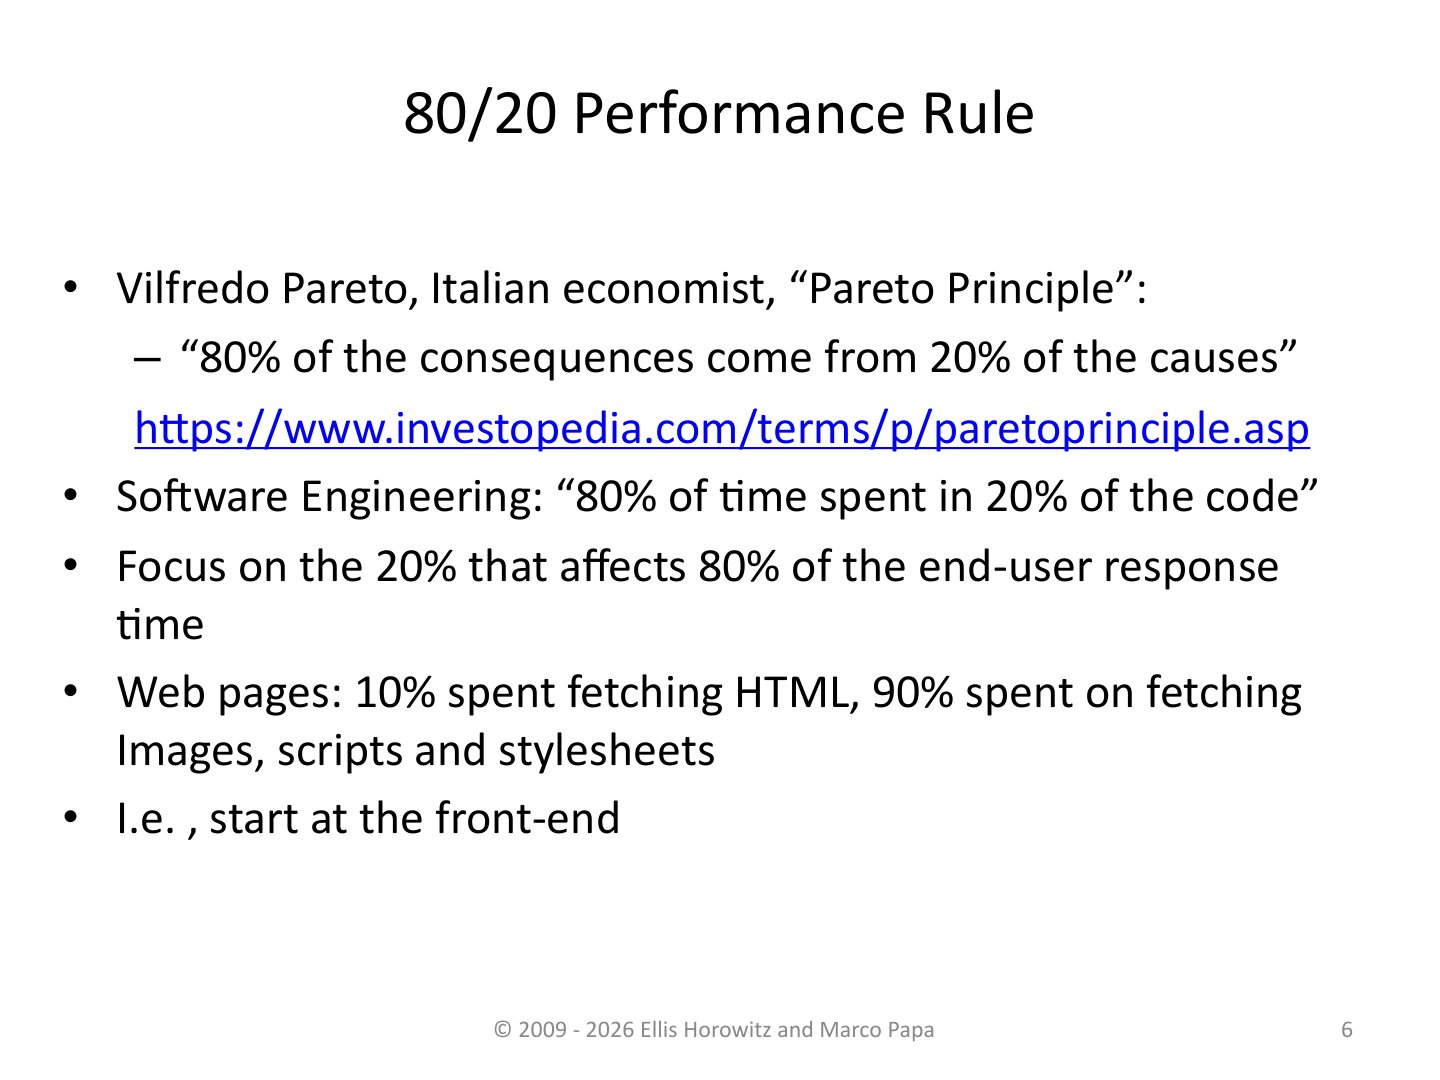 80/20 Performance Rule
• Vilfredo Pareto, Italian economist, “Pareto Principle”:
– “80% of the consequences come from 20% of the causes”
https://www.investopedia.com/terms/p/paretoprinciple.asp
• Software Engineering: “80% of time spent in 20% of the code”
• Focus on the 20% that affects 80% of the end-user response
time
• Web pages: 10% spent fetching HTML, 90% spent on fetching
Images, scripts and stylesheets
• I.e. , start at the front-end
© 2009 - 2026 Ellis Horowitz and Marco Papa
6